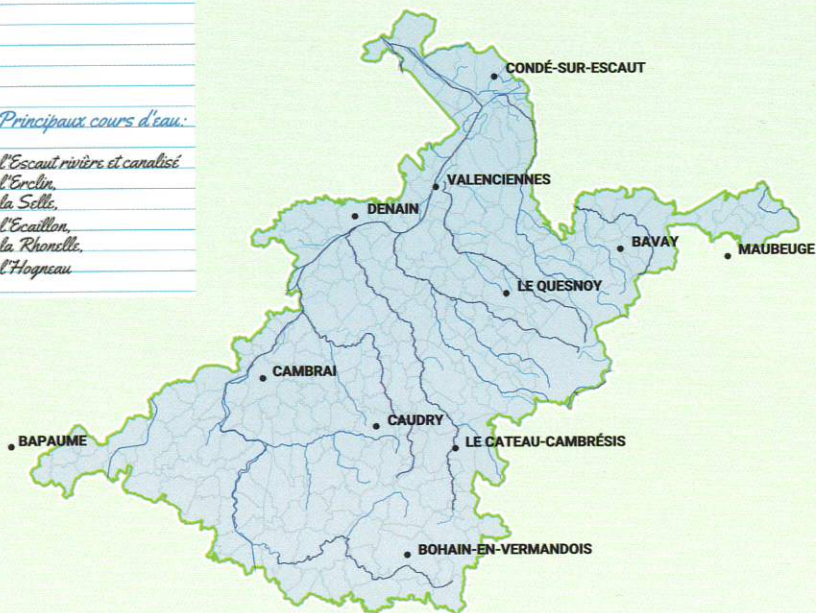 Principaux cours d'eau:
l'Escaut rivière et canalisé
l'Erclin,
la Selle,
l'Ecaillon,
la Rhonelle,
l'Hogneau
CONDÉ-SUR-ESCAUT
VALENCIENNES
DENAIN
BAVAY
MAUBEUGE
LE QUESNOY
CAMBRAI
CAUDRY
BAPAUME
LE CATEAU-CAMBRÉSIS
BOHAIN-EN-VERMANDOIS